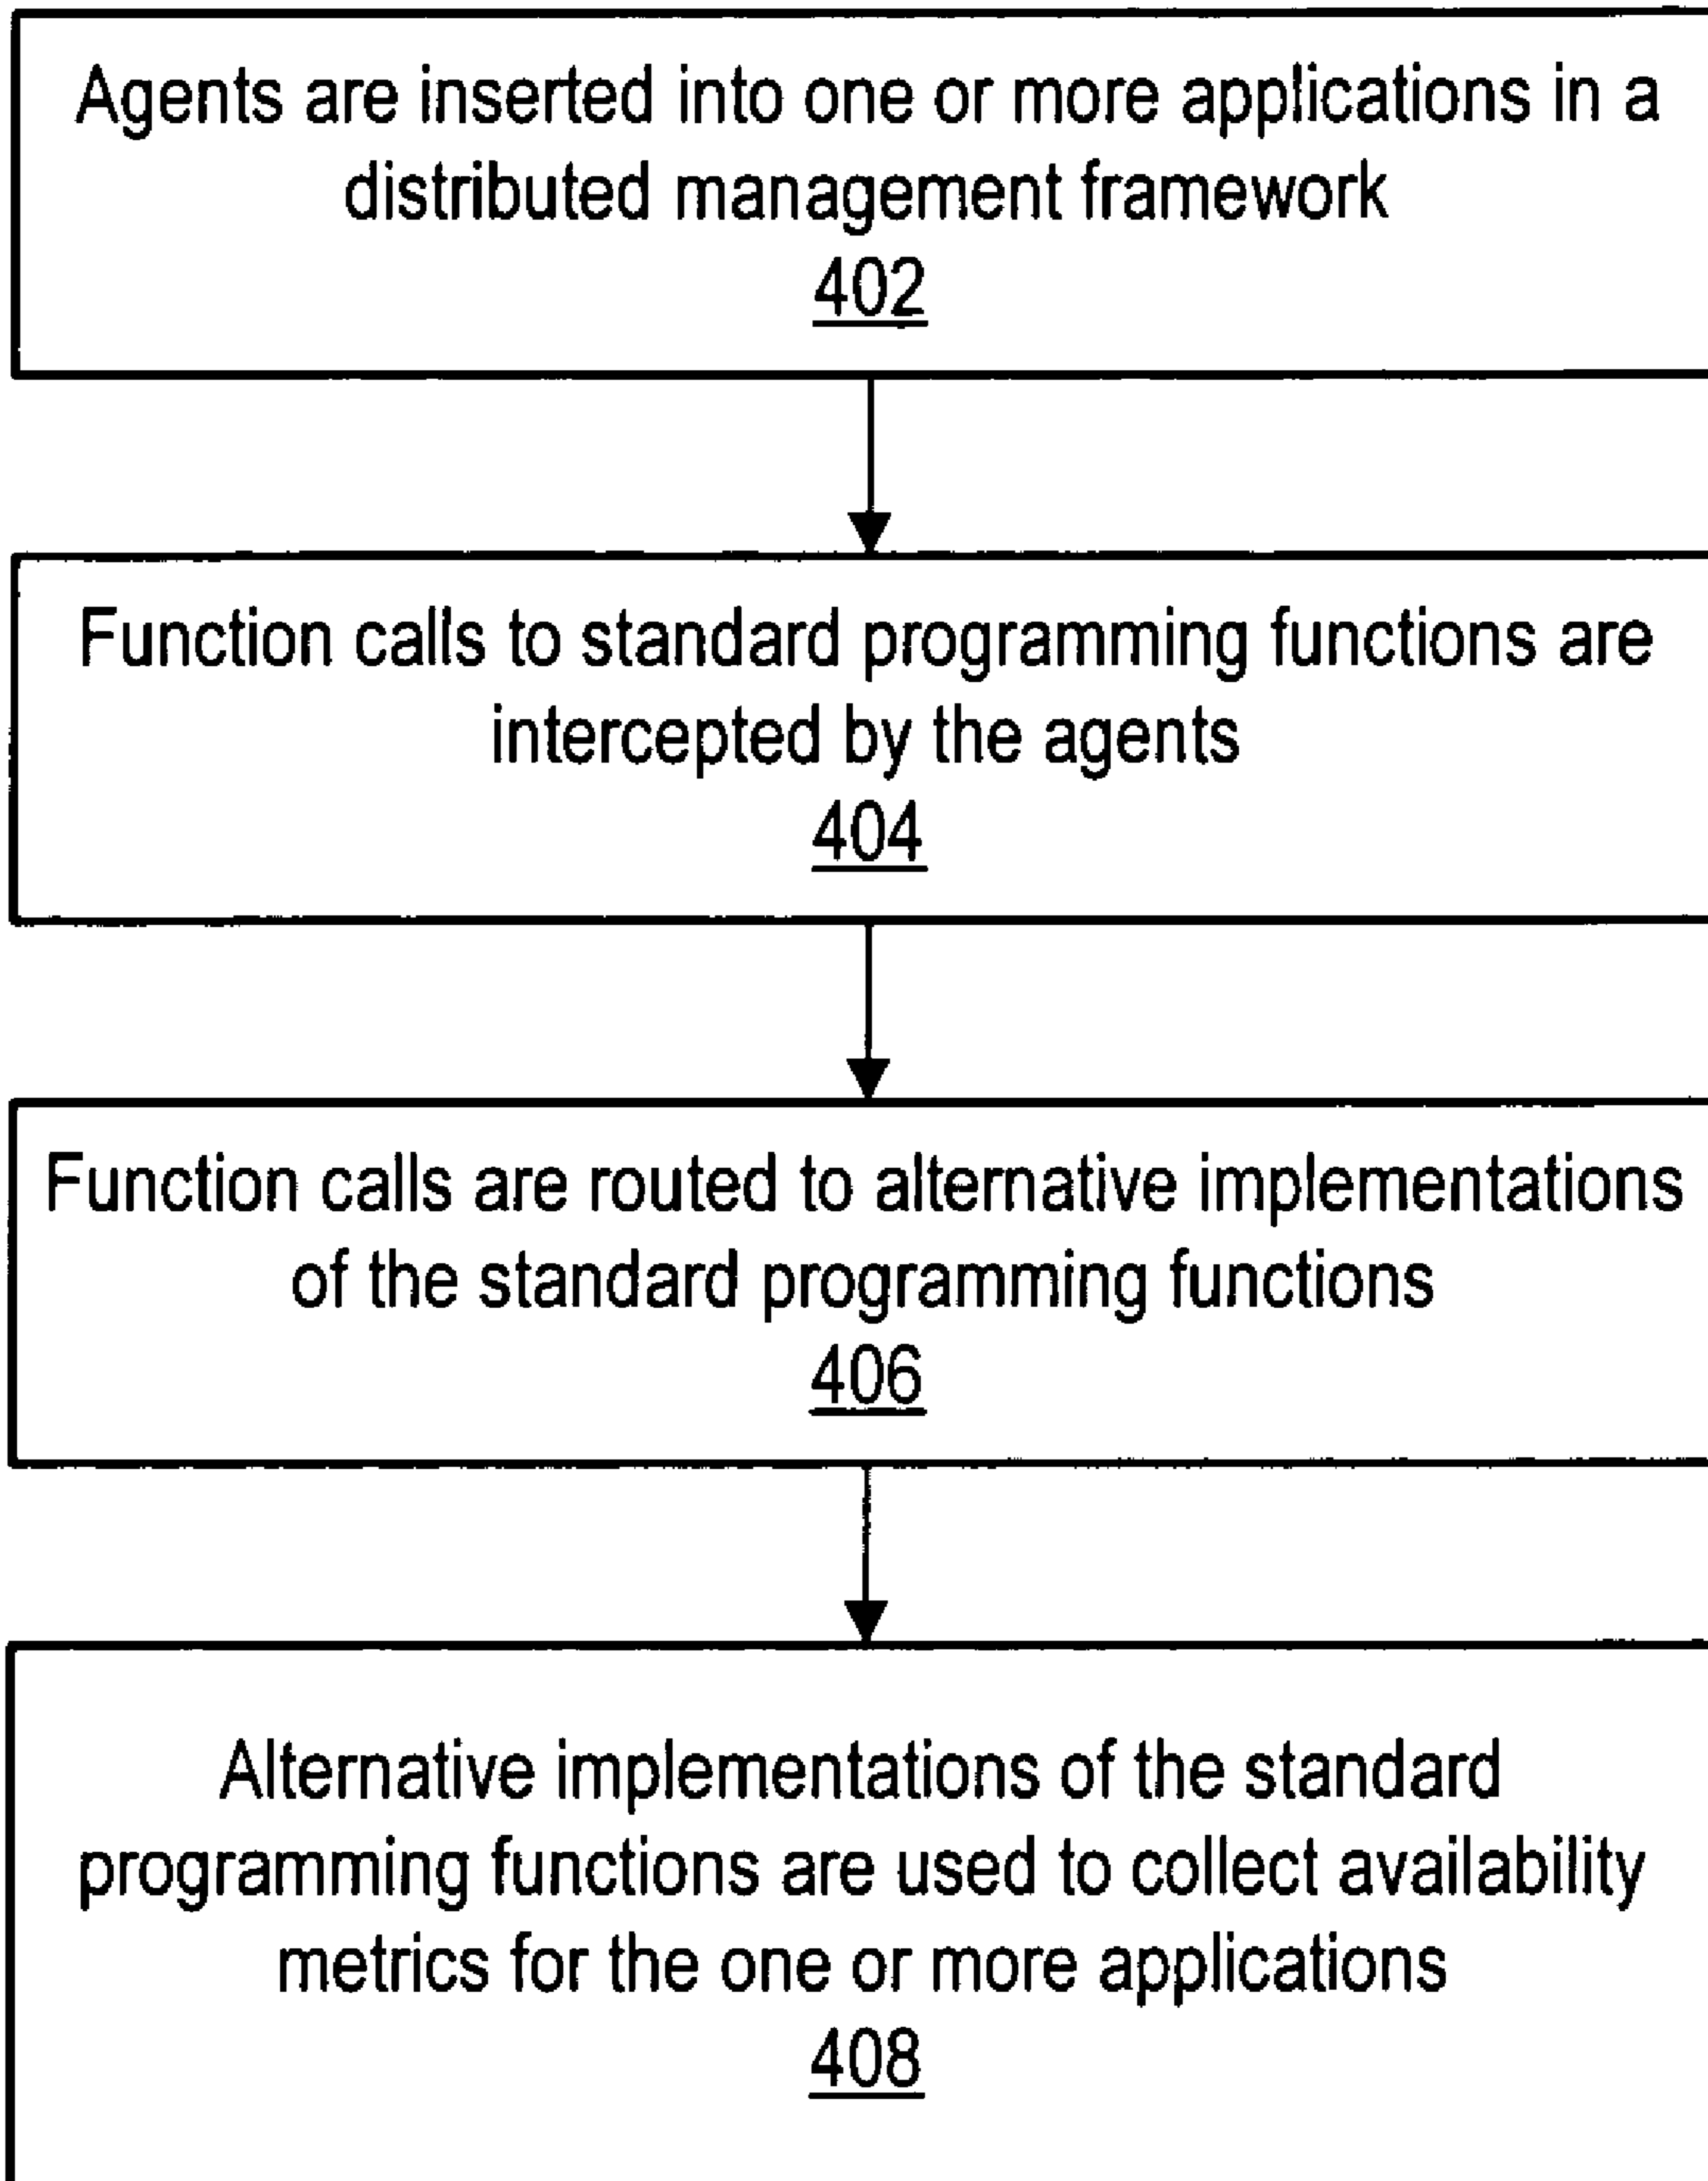 Agents are inserted into one or more applications in a
distributed management framework
402
Function calls to standard programming functions are
intercepted by the agents
404
Function calls are routed to alternative implementations
of the standard programming functions
406
Alternative implementations of the standard
programming functions are used to collect availability
metrics for the one or more applications
408